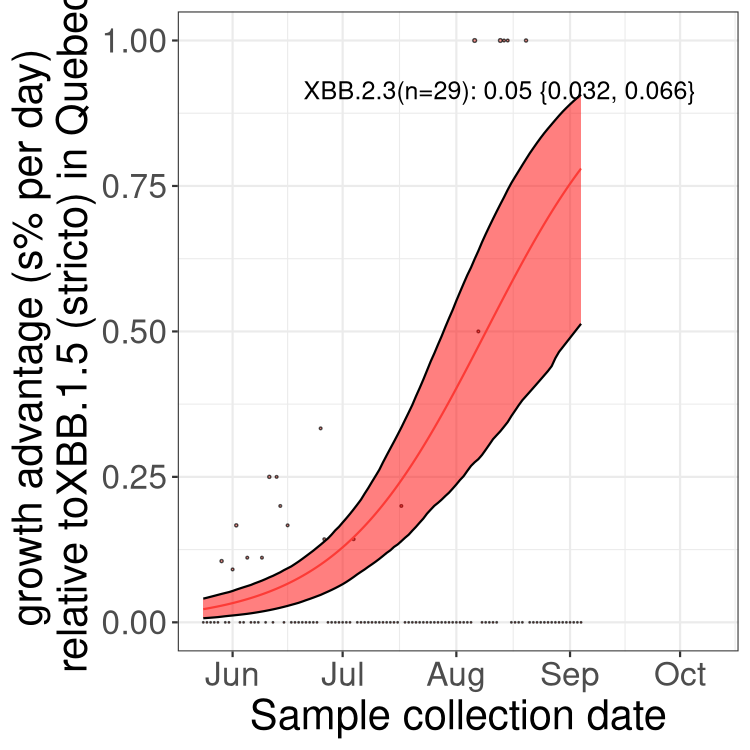 growth advantage (s% per day)
relative toXBB.1.5 (stricto) in Quebec
1.00
0.75
0.50
0.25
0.00
XBB.2.3(n=29): 0.05 {0.032, 0.066}
Jun Jul Aug Sep Oct
Sample collection date